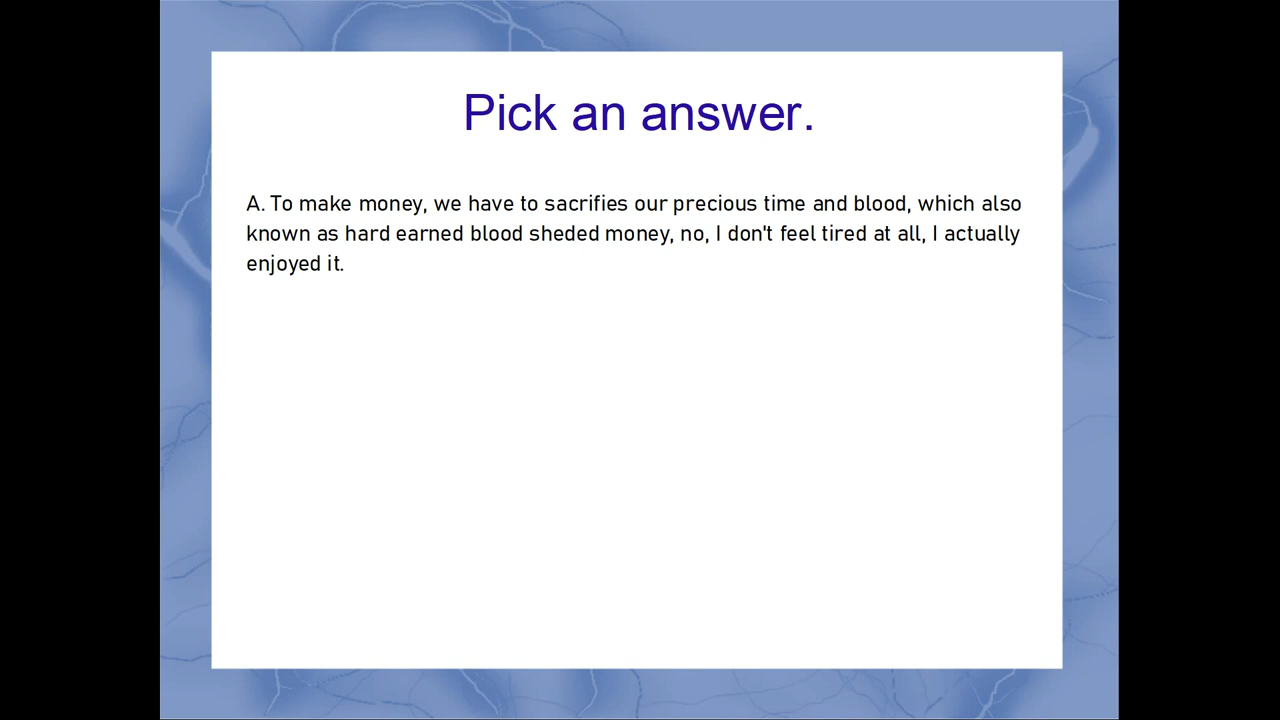 Pick an answer.
A. To make money, we have to sacrifies our precious time and blood, which also
known as hard earned blood sheded money, no, I don't feel tired at all, I actually
enjoyed it.